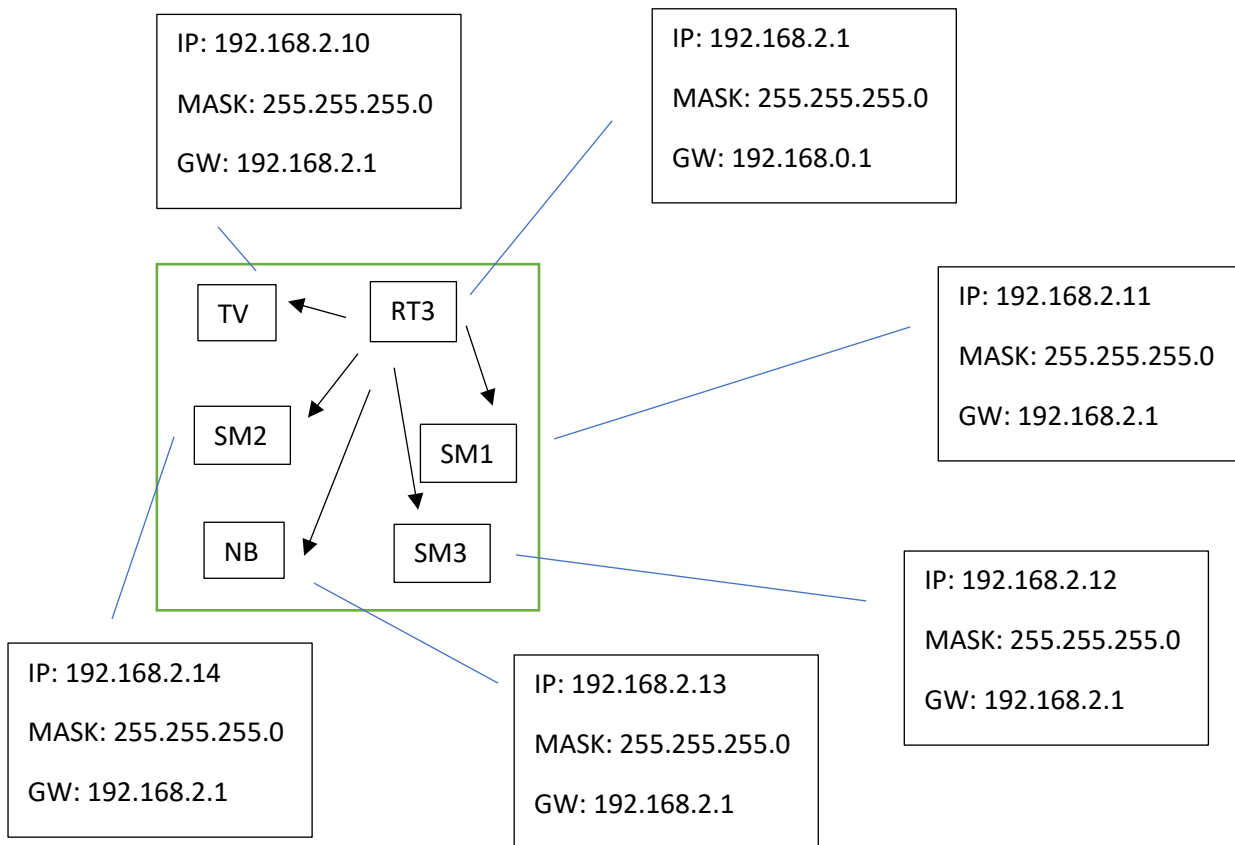 IP: 192.168.2.10
MASK: 255.255.255.0
GW: 192.168.2.1
IP: 192.168.2.1
MASK: 255.255.255.0
GW: 192.168.0.1
TV
RT3
IP: 192.168.2.11
MASK: 255.255.255.0
GW: 192.168.2.1
SM2
SM1
NB
SM3
IP: 192.168.2.12
MASK: 255.255.255.0
GW: 192.168.2.1
IP: 192.168.2.14
MASK: 255.255.255.0
GW: 192.168.2.1
IP: 192.168.2.13
MASK: 255.255.255.0
GW: 192.168.2.1